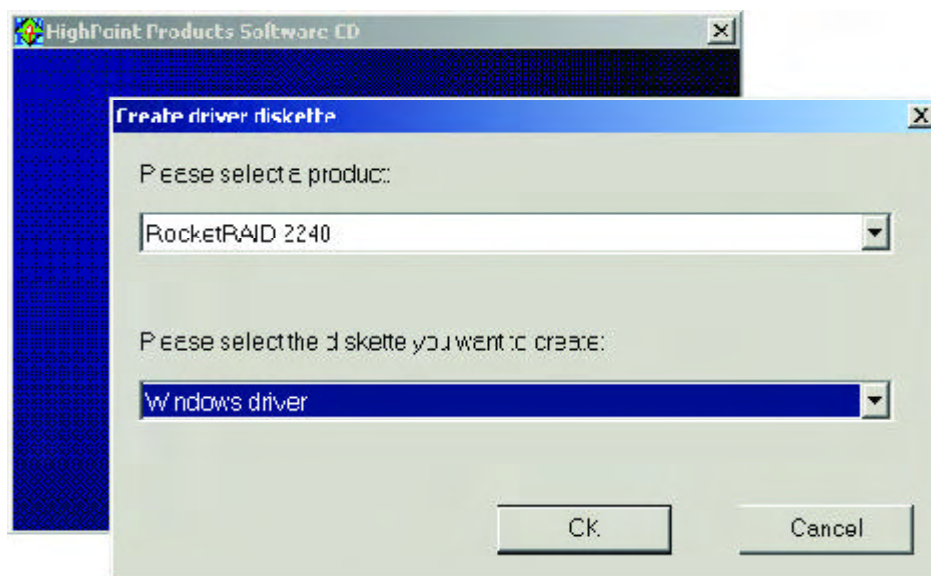 HighPoint Products Software CD
Create driver diskette
Please select a product:
RocketRAID 2240
Please select the diskette you want to create:
Windows driver
OK
Cancel